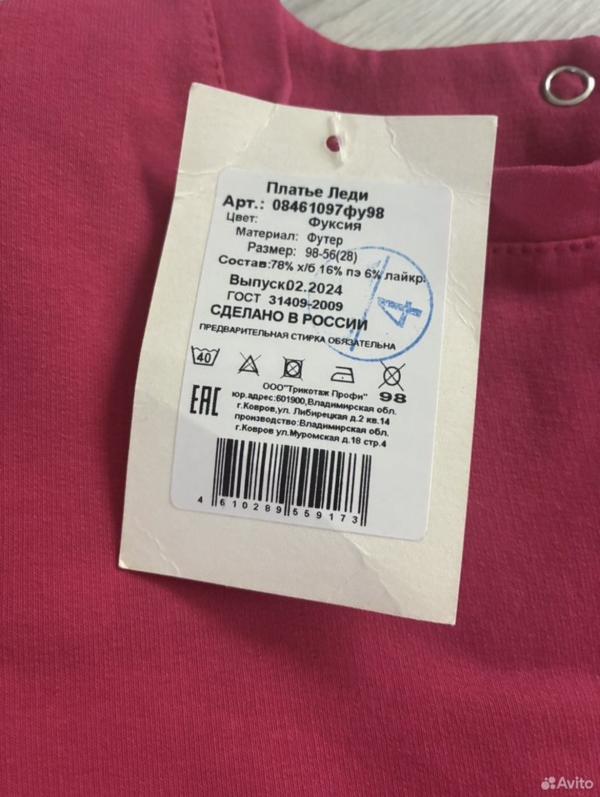 Платье Леди
Арт.: 08461097фу98
Цвет: Фуксия
Материал: Футер
Размер: 98-56(28)
Состав:78% х/б 16% пэ 6% лайкр
Выпуск02.2024
ГОСТ 31409-2009
СДЕЛАНО В РОССИИ
ПРЕДВАРИТЕЛЬНАЯ СТИРКА ОБЯЗАТЕЛЬНА
4
40
98
EAC
ООО"Трикотаж Профи"
юр.адрес:601900,Владимирская обл.
г.Ковров,ул. Либирецкая д.2 кв.14
производство:Владимирская обл.
г.Ковров ул.Муромская д.18 стр.4
4 610289 559173
Avito